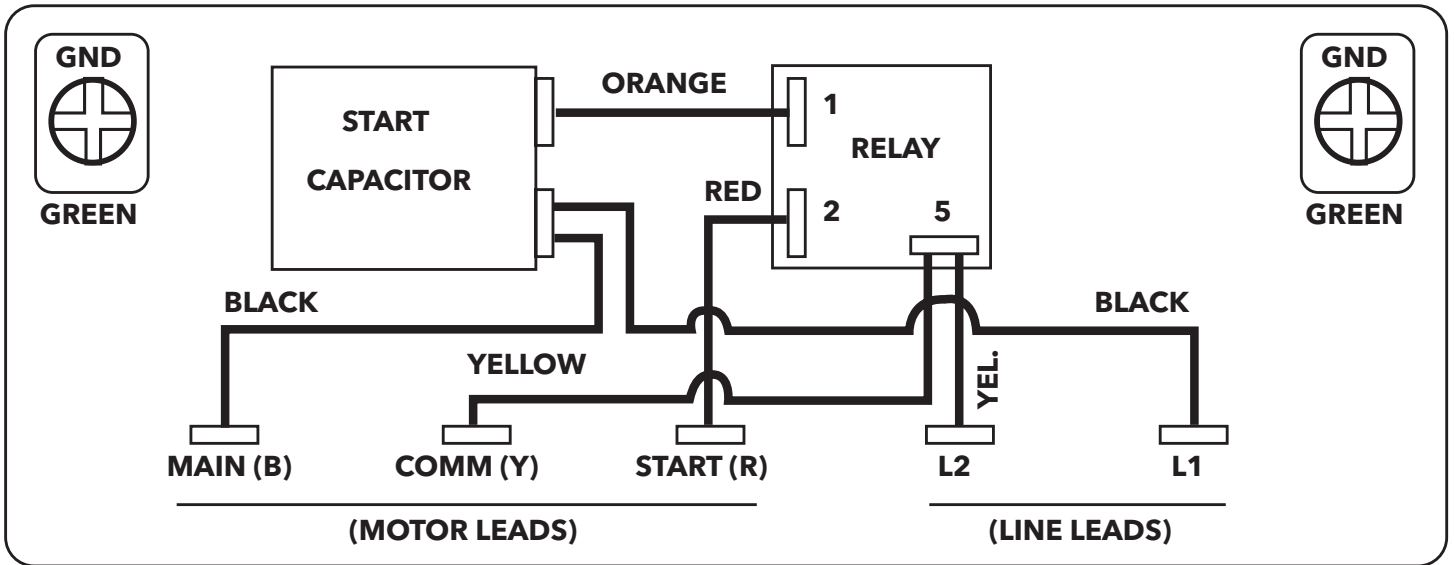 GND
GREEN
START
CAPACITOR
ORANGE
1
RELAY
RED
2
5
GND
GREEN
BLACK
BLACK
YELLOW
YEL.
MAIN (B)
COMM (Y)
START (R)
L2
L1
(MOTOR LEADS)
(LINE LEADS)